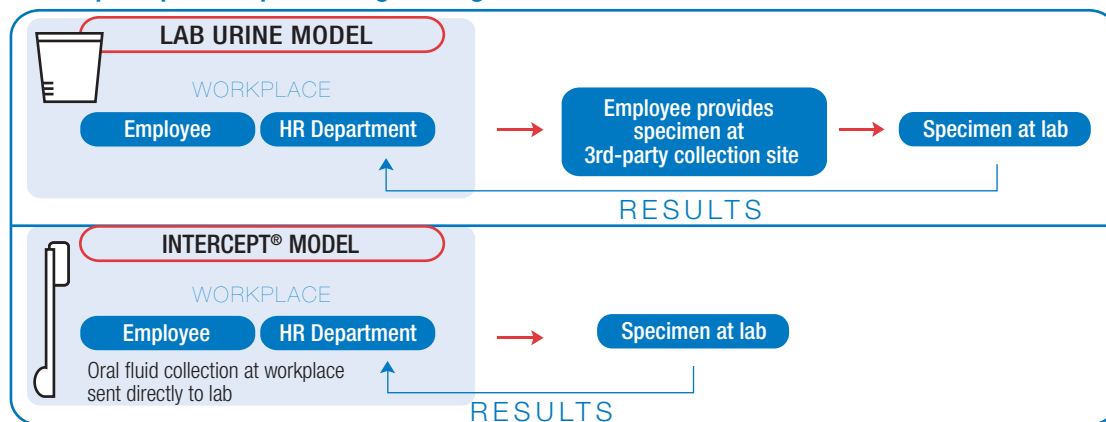 LAB URINE MODEL
WORKPLACE
Employee
HR Department
Employee provides
specimen at
3rd-party collection site
Specimen at lab
RESULTS
INTERCEPT® MODEL
WORKPLACE
Employee
HR Department
Specimen at lab
Oral fluid collection at workplace
sent directly to lab
RESULTS